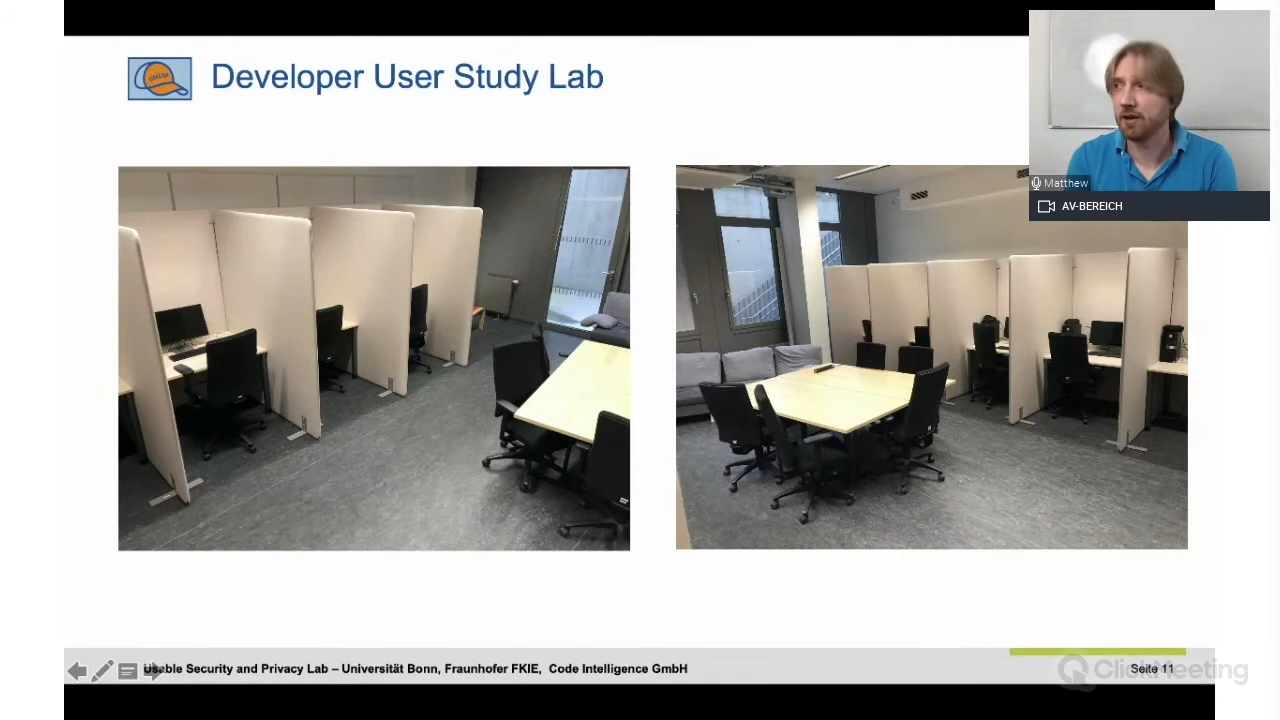 Developer User Study Lab
Matthew
AV-BEREICH
Usable Security and Privacy Lab – Universität Bonn, Fraunhofer FKIE, Code Intelligence GmbH
Seite 11
ClickMeeting